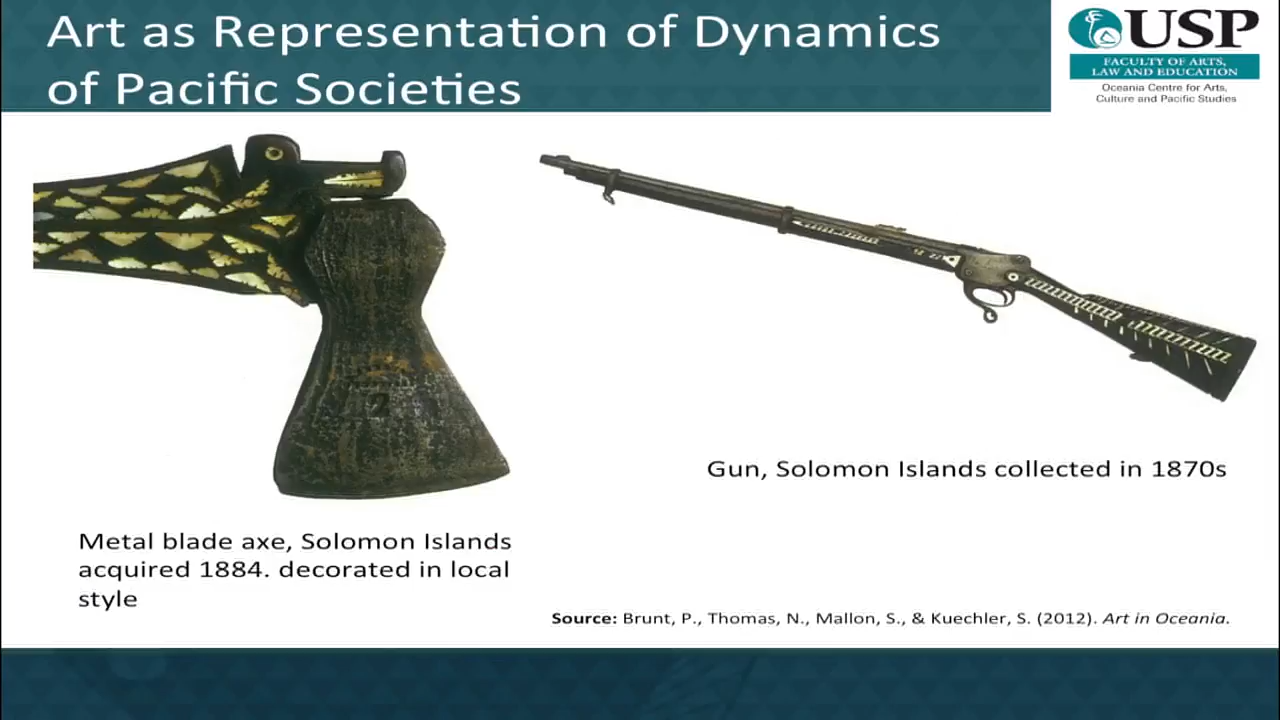 Art as Representation of Dynamics
of Pacific Societies
USP
FACULTY OF ARTS,
LAW AND EDUCATION
Oceania Centre for Arts,
Culture and Pacific Studies
Gun, Solomon Islands collected in 1870s
Metal blade axe, Solomon Islands
acquired 1884. decorated in local
style
Source: Brunt, P., Thomas, N., Mallon, S., & Kuechler, S. (2012). Art in Oceania.